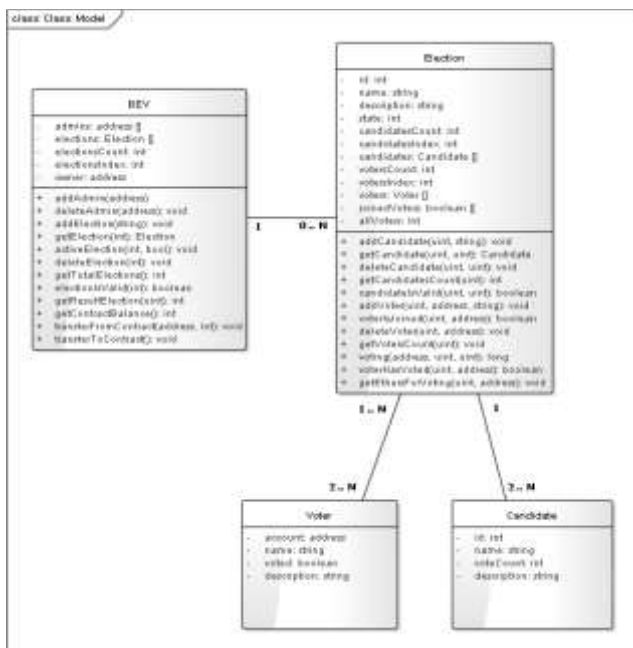 class Class Model
BEV
- admins: address []
- elections: Election []
- electionsCount: int
- electionsIndex: int
- owner: address
+ addAdmin(address)
+ deleteAdmin(address): void
+ addElection(string): void
+ getElection(int): Election
+ activeElection(int, bool): void
+ deleteElection(int): void
+ getTotalElections(): int
+ electionIsValid(int): boolean
+ getResultElection(uint): int
+ getContractBalance(): int
+ transferFromContract(address, int): void
+ transferToContract(): void
1
0..N
Election
- id: int
- name: string
- description: string
- state: int
- candidatesCount: int
- candidatesIndex: int
- candidates: Candidate []
- votersCount: int
- votersIndex: int
- voters: Voter []
- joinedVoters: boolean []
- allVoters: int
+ addCandidate(uint, string): void
+ getCandidate(uint, uint): Candidate
+ deleteCandidate(uint, uint): void
+ getCandidatesCount(uint): int
+ candidateIsValid(uint, uint): boolean
+ addVoter(uint, address, string): void
+ voterIsJoined(uint, address): boolean
+ deleteVoter(uint, address): void
+ getVotersCount(uint): void
+ voting(address, uint, uint): long
+ voterHasVoted(uint, address): boolean
+ getEthersForVoting(uint, address): void
1..N
1
2..N
2..N
Voter
- account: address
- name: string
- voted: boolean
- description: string
Candidate
- id: int
- name: string
- voteCount: int
- description: string